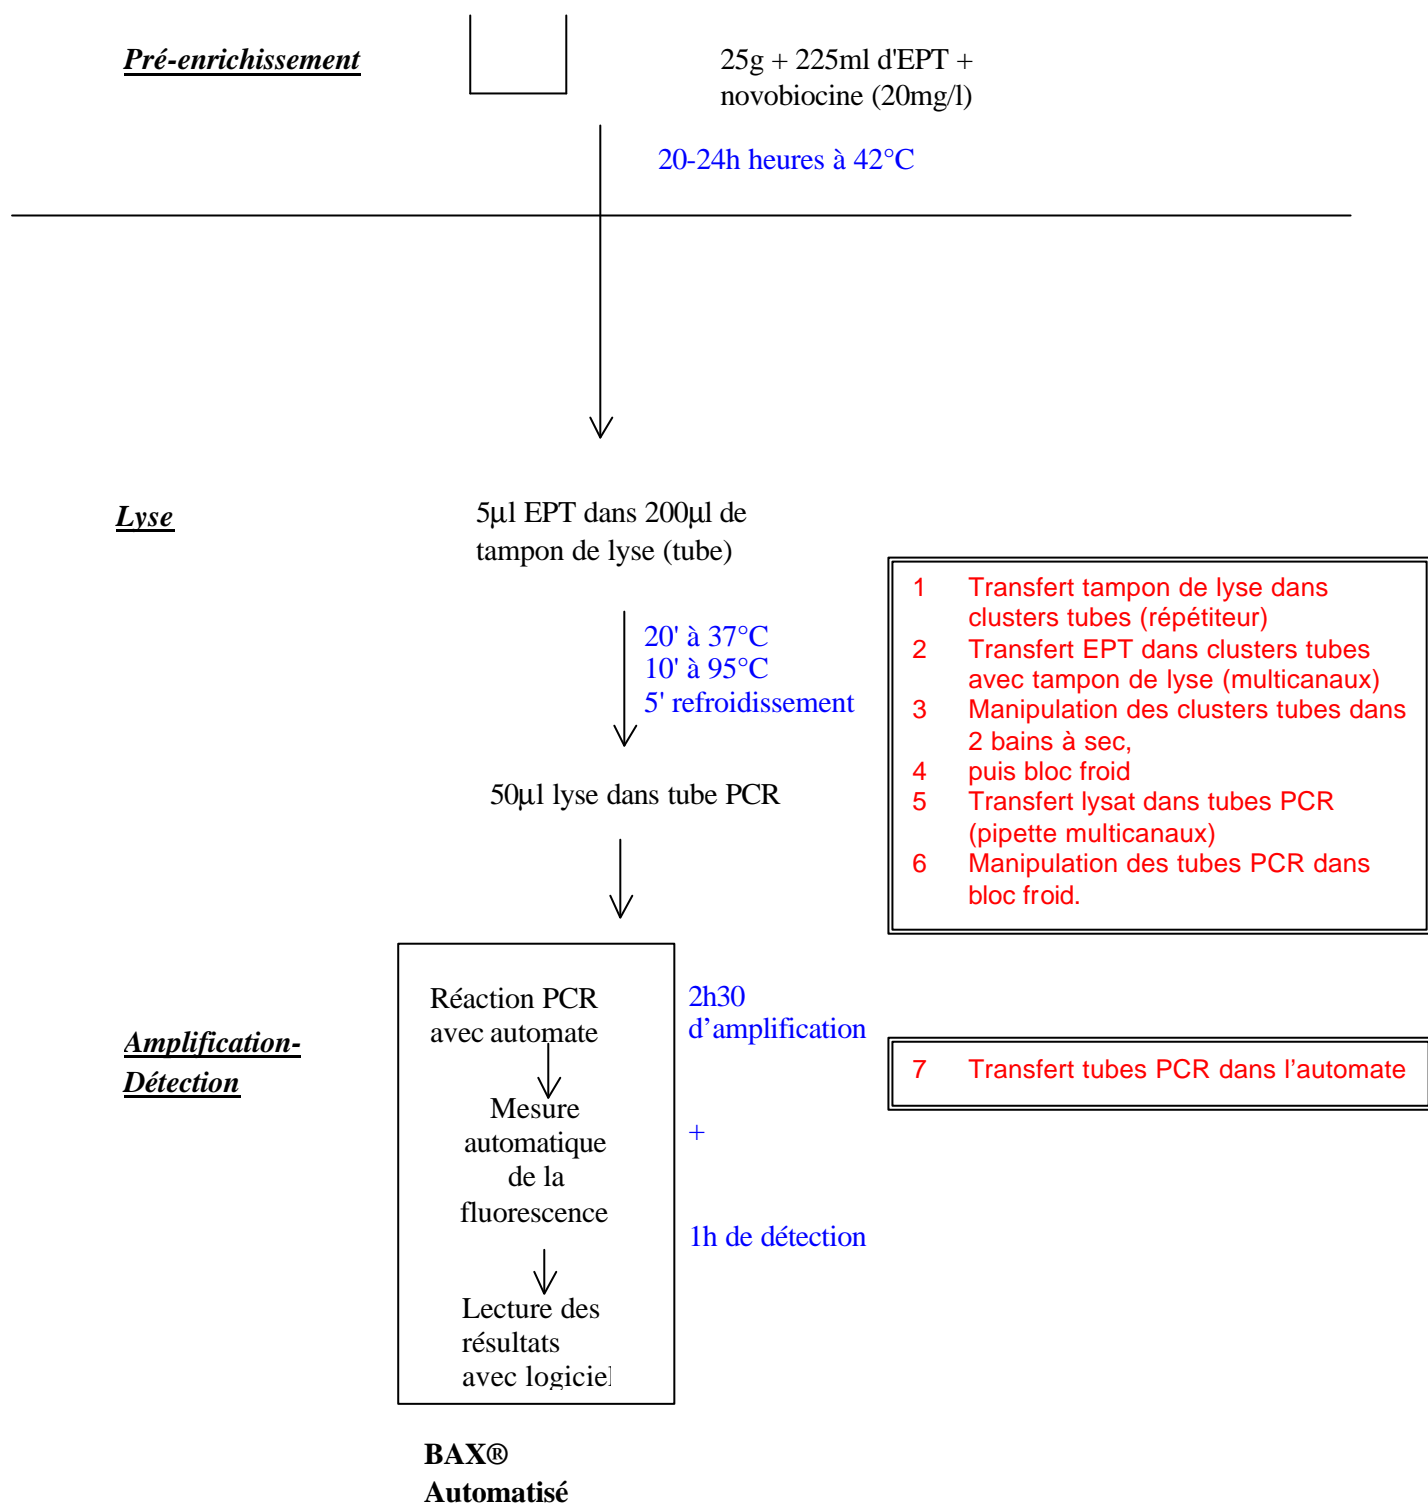 Pré-enrichissement
25g + 225ml d'EPT +
novobiocine (20mg/l)
20-24h heures à 42°C
Lyse
5µl EPT dans 200µl de
tampon de lyse (tube)
20' à 37°C
10' à 95°C
5' refroidissement
50µl lyse dans tube PCR
1 Transfert tampon de lyse dans
clusters tubes (répétiteur)
2 Transfert EPT dans clusters tubes
avec tampon de lyse (multicanaux)
3 Manipulation des clusters tubes dans
2 bains à sec,
4 puis bloc froid
5 Transfert lysat dans tubes PCR
(pipette multicanaux)
6 Manipulation des tubes PCR dans
bloc froid.
Amplification-
Détection
Réaction PCR
avec automate
Mesure
automatique
de la
fluorescence
Lecture des
résultats
avec logiciel
2h30
d’amplification
+
1h de détection
7 Transfert tubes PCR dans l’automate
BAX®
Automatisé